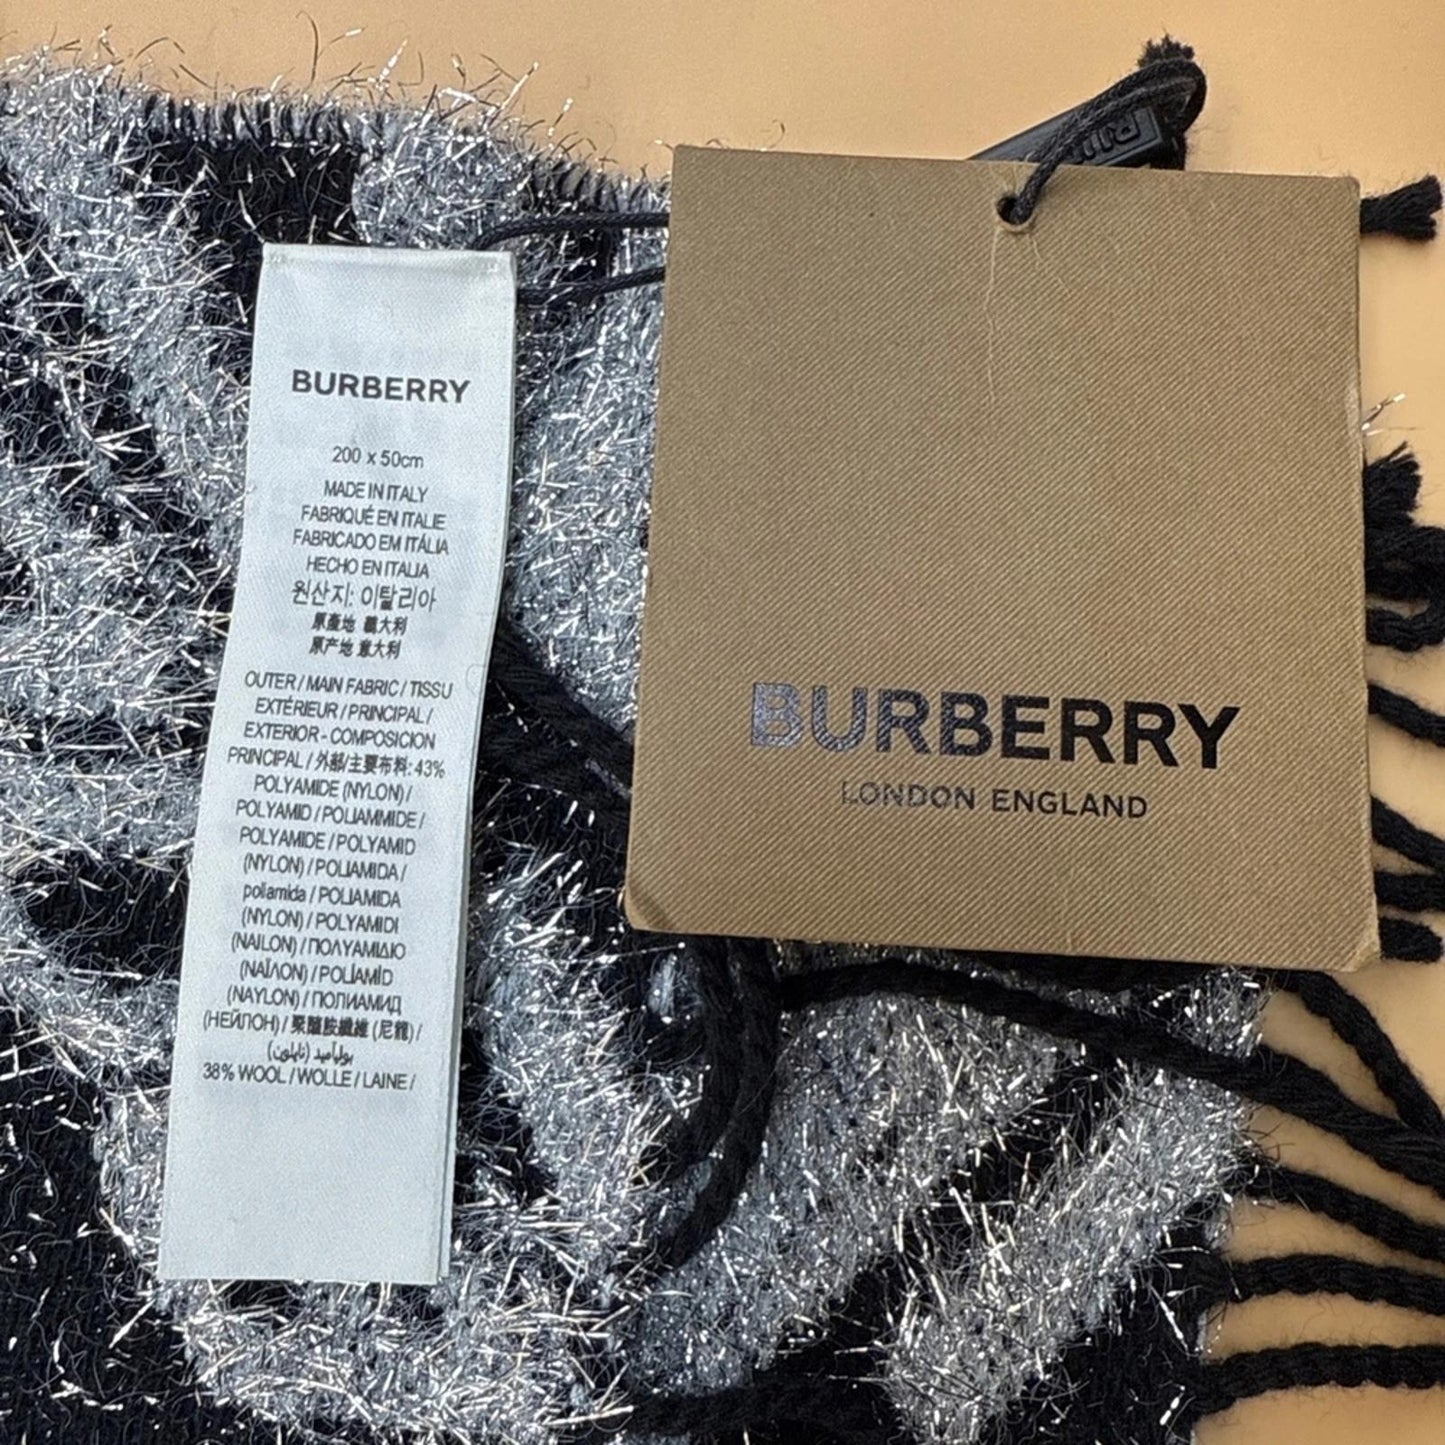 BURBERRY
200 x 50cm
MADE IN ITALY
FABRIQUÉ EN ITALIE
FABRICADO EM ITÁLIA
HECHO EN ITALIA
원산지: 이탈리아
原產地 義大利
原产地 意大利
OUTER / MAIN FABRIC / TISSU
EXTÉRIEUR / PRINCIPAL /
EXTERIOR - COMPOSICION
PRINCIPAL / 外部/主要布料: 43%
POLYAMIDE (NYLON) /
POLYAMID / POLIAMMIDE /
POLYAMIDE / POLYAMID
(NYLON) / POLIAMIDA /
poliamida / POLIAMIDA
(NYLON) / POLYAMIDI
(NAILON) / ΠΟΛΥΑΜΙΔΙΟ
(ΝΑΪΛΟΝ) / POLİAMİD
(NAYLON) / ПОЛИАМИД
(НЕЙЛОН) / 聚醯胺纖維 (尼龍) /
بولياميد (نايلون)
38% WOOL / WOLLE / LAINE /
BURBERRY
LONDON ENGLAND